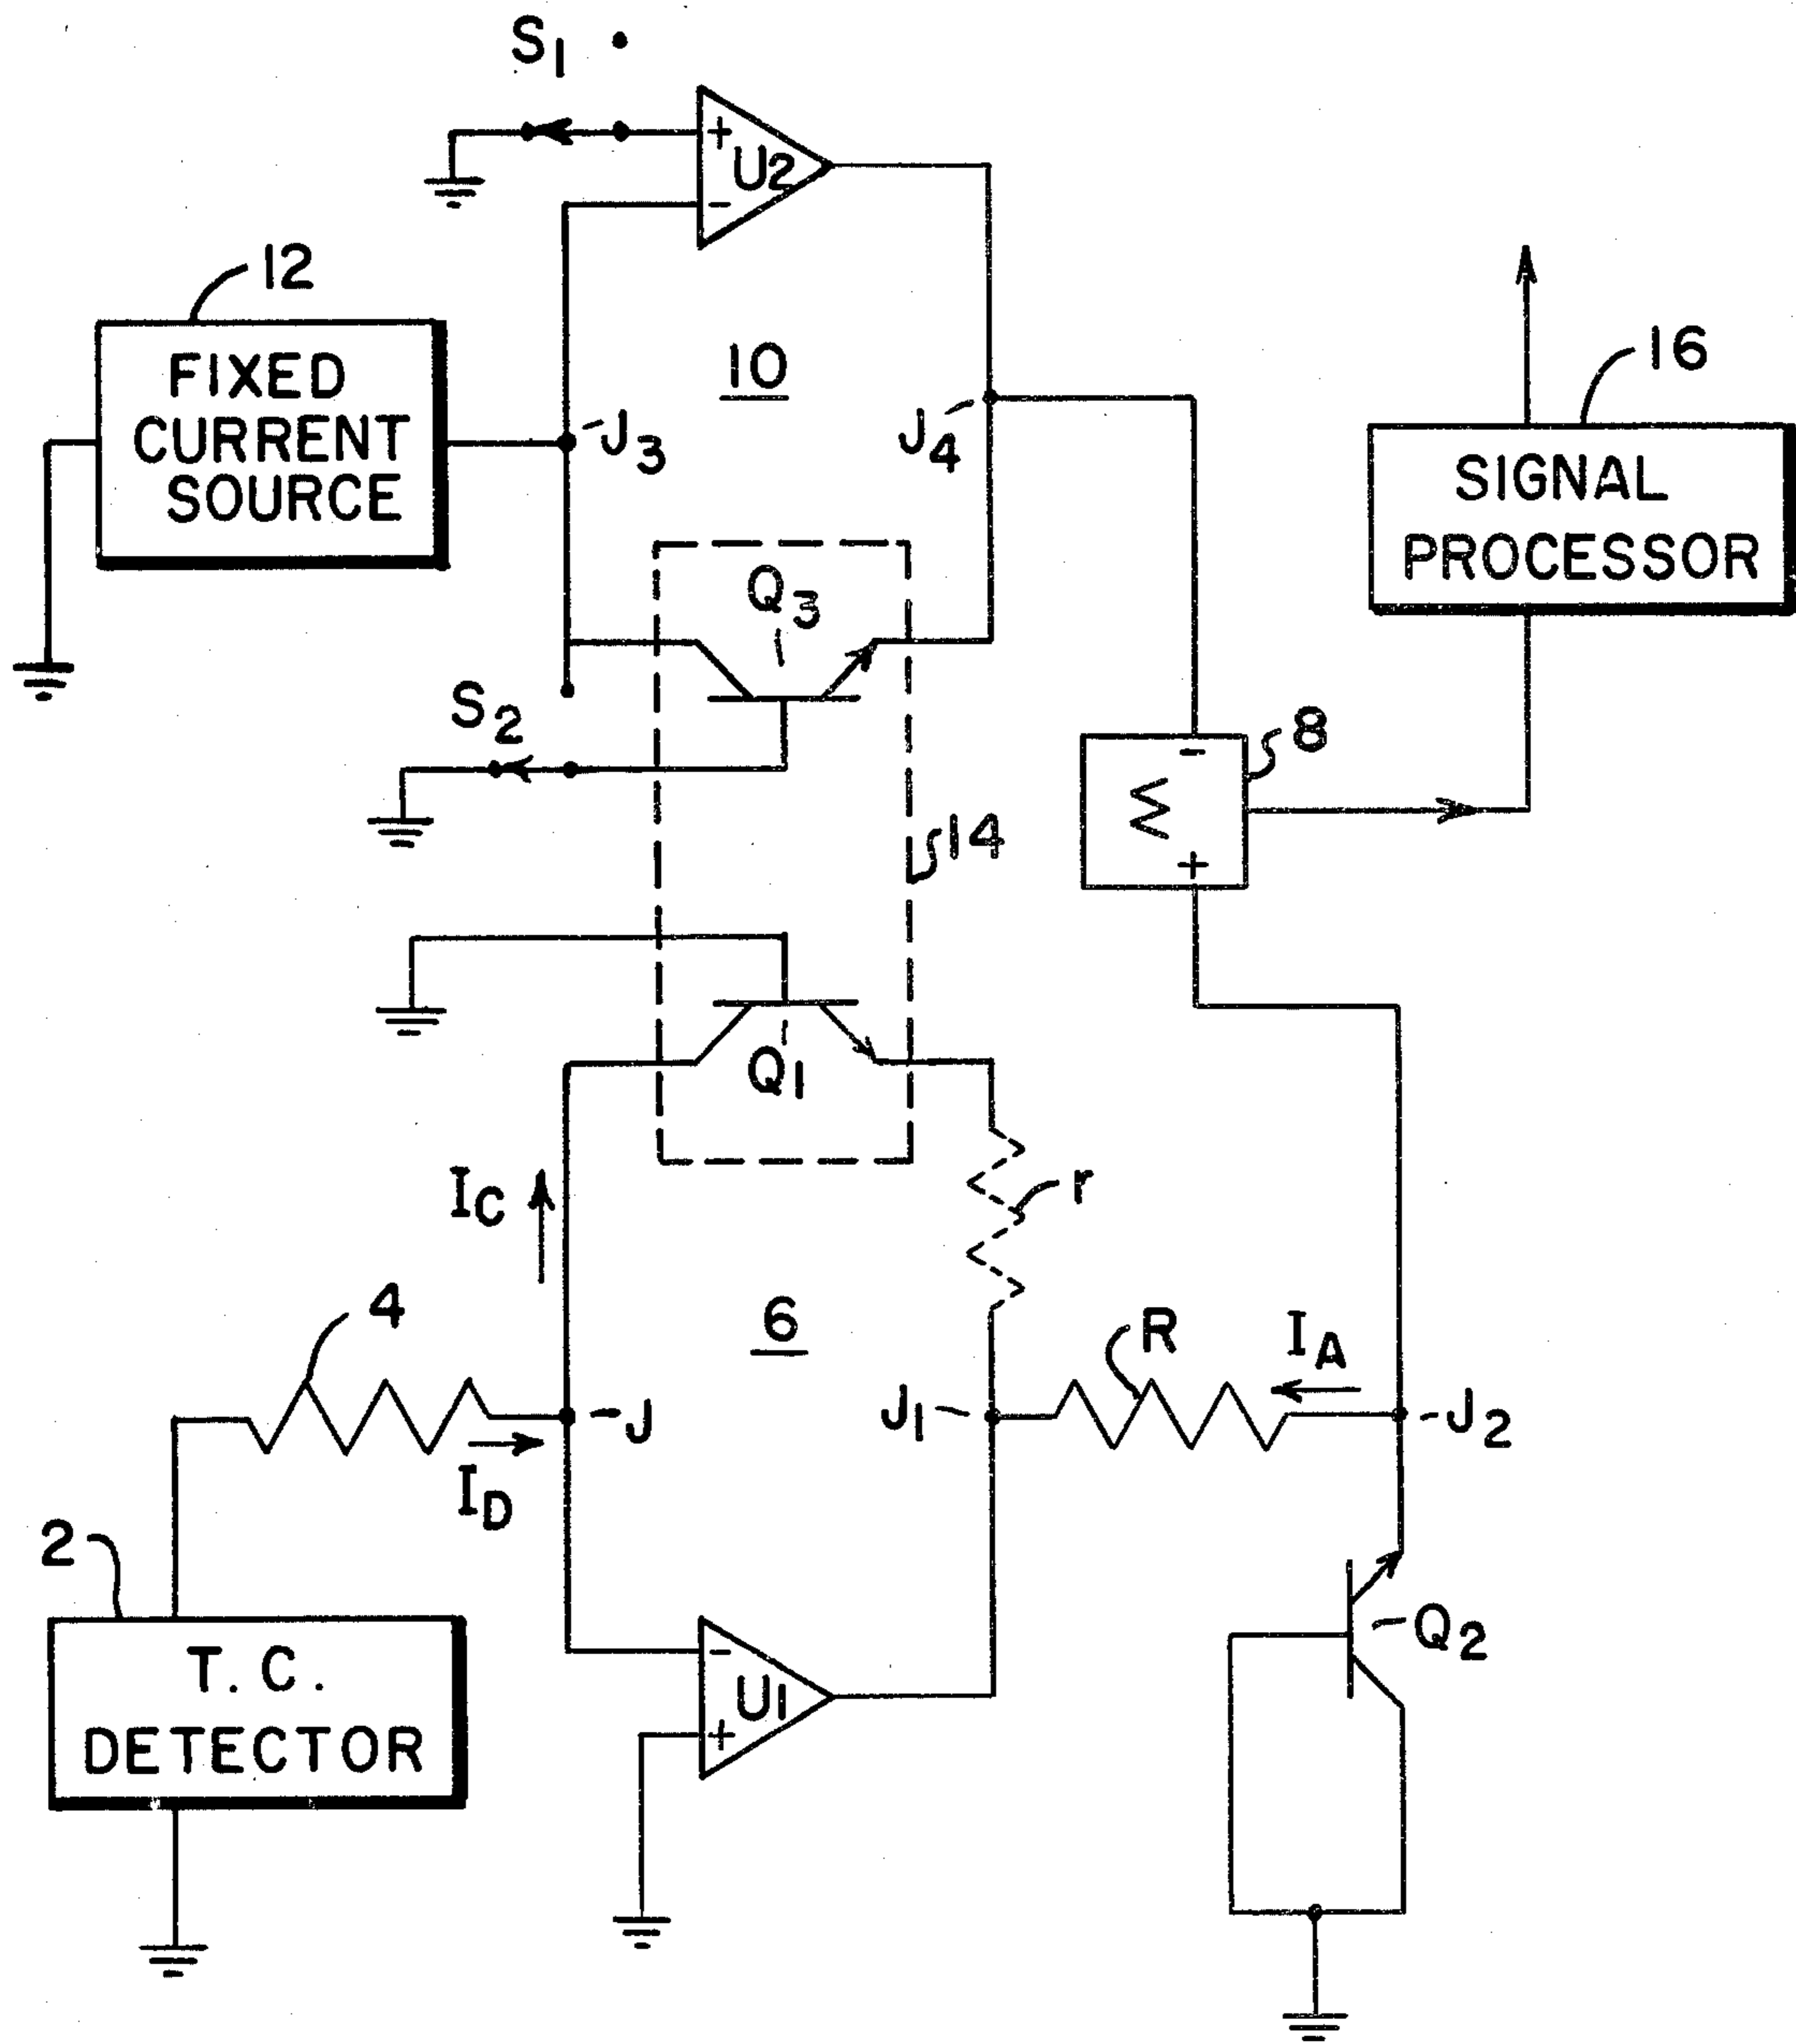 S1
+
U2
-
12
FIXED
CURRENT
SOURCE
10
J3
J4
16
SIGNAL
PROCESSOR
Q3
S2
-
8
Σ
+
14
Q1
IC
r
4
6
R
IA
J
J1
J2
ID
2
T. C.
DETECTOR
-
U1
+
Q2